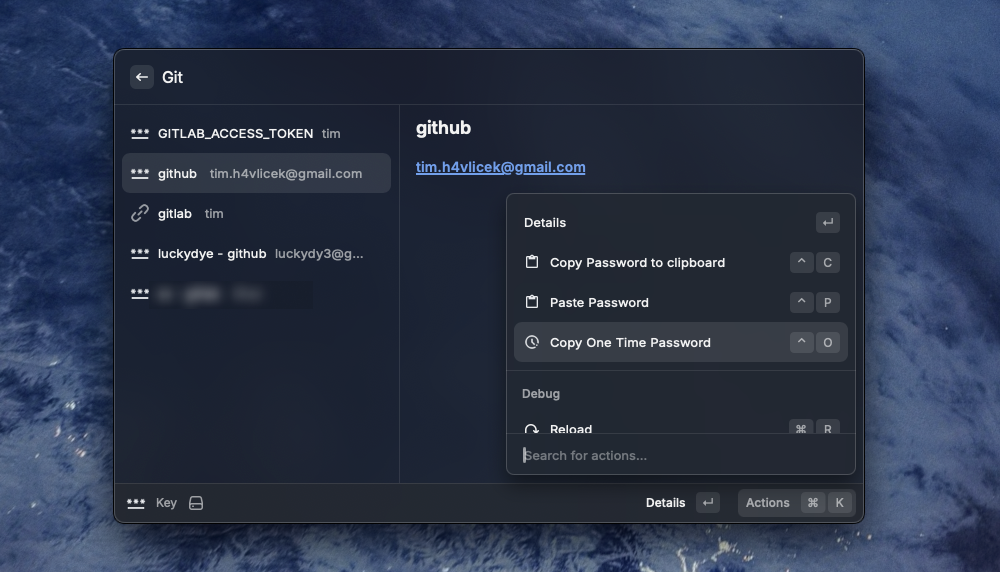 Git
*** GITLAB_ACCESS_TOKEN tim
*** github tim.h4vlicek@gmail.com
gitlab tim
*** luckydye - github luckydy3@g...
***
github
tim.h4vlicek@gmail.com
Details ↵
Copy Password to clipboard ^ C
Paste Password ^ P
Copy One Time Password ^ O
Debug
Reload ⌘ R
Search for actions...
*** Key Details ↵ Actions ⌘ K